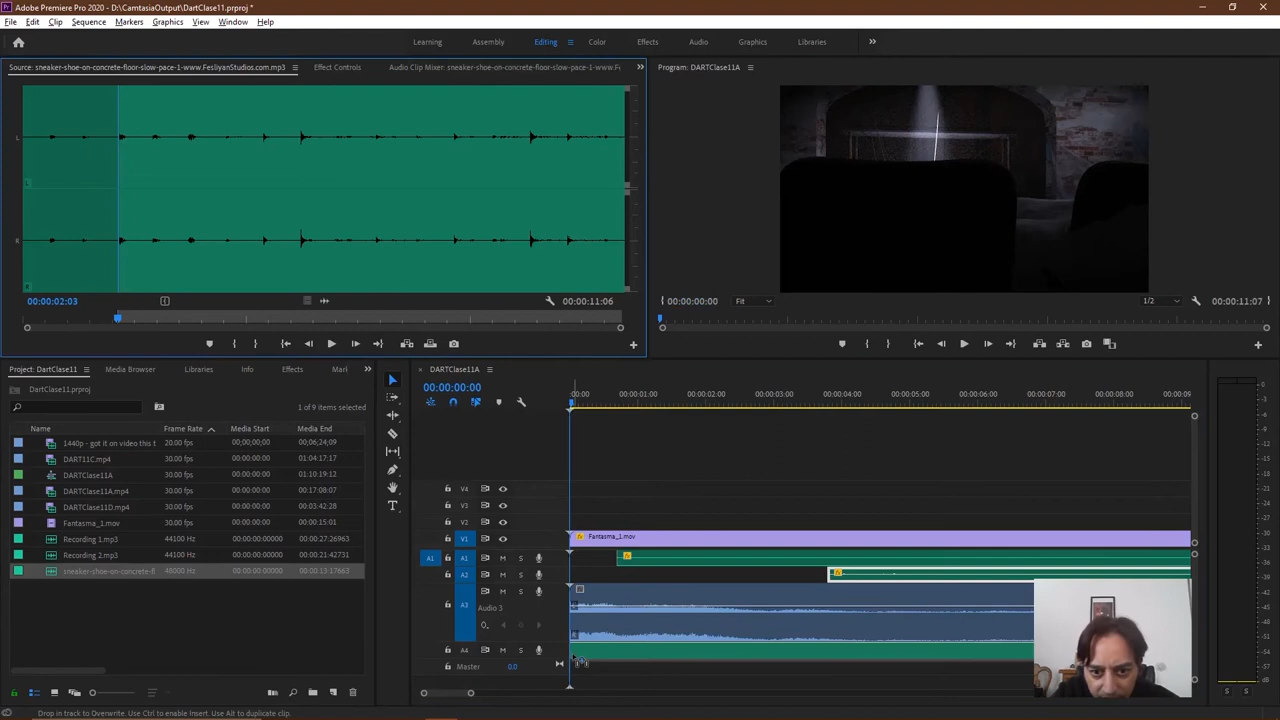 Adobe Premiere Pro 2020 - D:\CamtasiaOutput\DartClase11.prproj *
File Edit Clip Sequence Markers Graphics View Window Help
Learning Assembly Editing Color Effects Audio Graphics Libraries
Source: sneaker-shoe-on-concrete-floor-slow-pace-1-www.FesliyanStudios.com.mp3 Effect Controls Audio Clip Mixer: sneaker-shoe-on-concrete-floor-slow-pace-1-www.Fe
Program: DARTClase11A
L
R
00:00:02:03 00:00:11:06
00:00:00:00 Fit 1/2 00:00:11:07
Project: DartClase11 Media Browser Libraries Info Effects Mark
DartClase11.prproj
1 of 9 items selected
Name Frame Rate Media Start Media End
1440p - got it on video this t 20.00 fps 00;00;00;00 00;06;24;09
DART11C.mp4 30.00 fps 00:00:00:00 01:04:17:17
DARTClase11A 30.00 fps 00:00:00:00 01:10:19:12
DARTClase11A.mp4 30.00 fps 00:00:00:00 00:17:08:07
DARTClase11D.mp4 30.00 fps 00:00:00:00 00:03:42:28
Fantasma_1.mov 30.00 fps 00:00:00:00 00:00:15:01
Recording 1.mp3 44100 Hz 00:00:00:00000 00:00:27:26963
Recording 2.mp3 44100 Hz 00:00:00:00000 00:00:21:42731
sneaker-shoe-on-concrete-fl 48000 Hz 00:00:00:00000 00:00:13:17663
DARTClase11A
00:00:00:00
:00:00 00:00:01:00 00:00:02:00 00:00:03:00 00:00:04:00 00:00:05:00 00:00:06:00 00:00:07:00 00:00:08:00 00:00:09
V4
V3
V2
V1 Fantasma_1.mov
A1 A1 M S
A2 M S
M S
A3 Audio 3
A4 M S
Master 0.0
0
-6
-12
-18
-24
-30
-36
-42
-48
-54
dB
S S
Drop in track to Overwrite. Use Ctrl to enable Insert. Use Alt to duplicate clip.